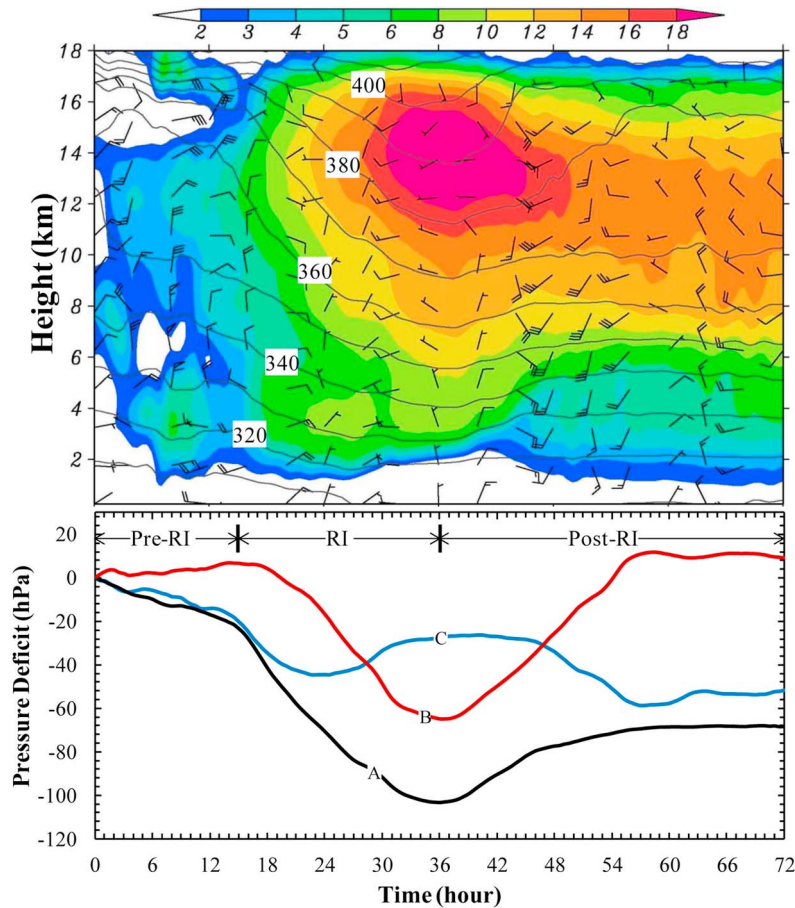 2 3 4 5 6 7 8 10 12 14 16 18
18
16
14
12
10
8
6
4
2
Height (km)
400
380
360
340
320
20
0
-20
-40
-60
-80
-100
-120
Pressure Deficit (hPa)
Pre-RI RI Post-RI
C
B
A
0 6 12 18 24 30 36 42 48 54 60 66 72
Time (hour)